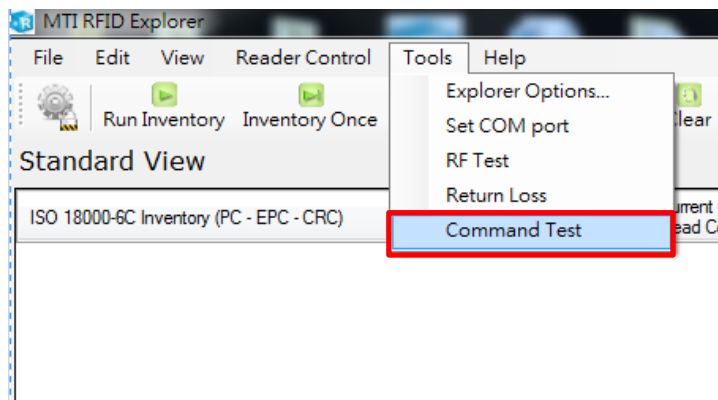 MTI RFID Explorer
File Edit View Reader Control Tools Help
Run Inventory Inventory Once Clear
Explorer Options...
Set COM port
RF Test
Return Loss
Command Test
Standard View
ISO 18000-6C Inventory (PC - EPC - CRC)